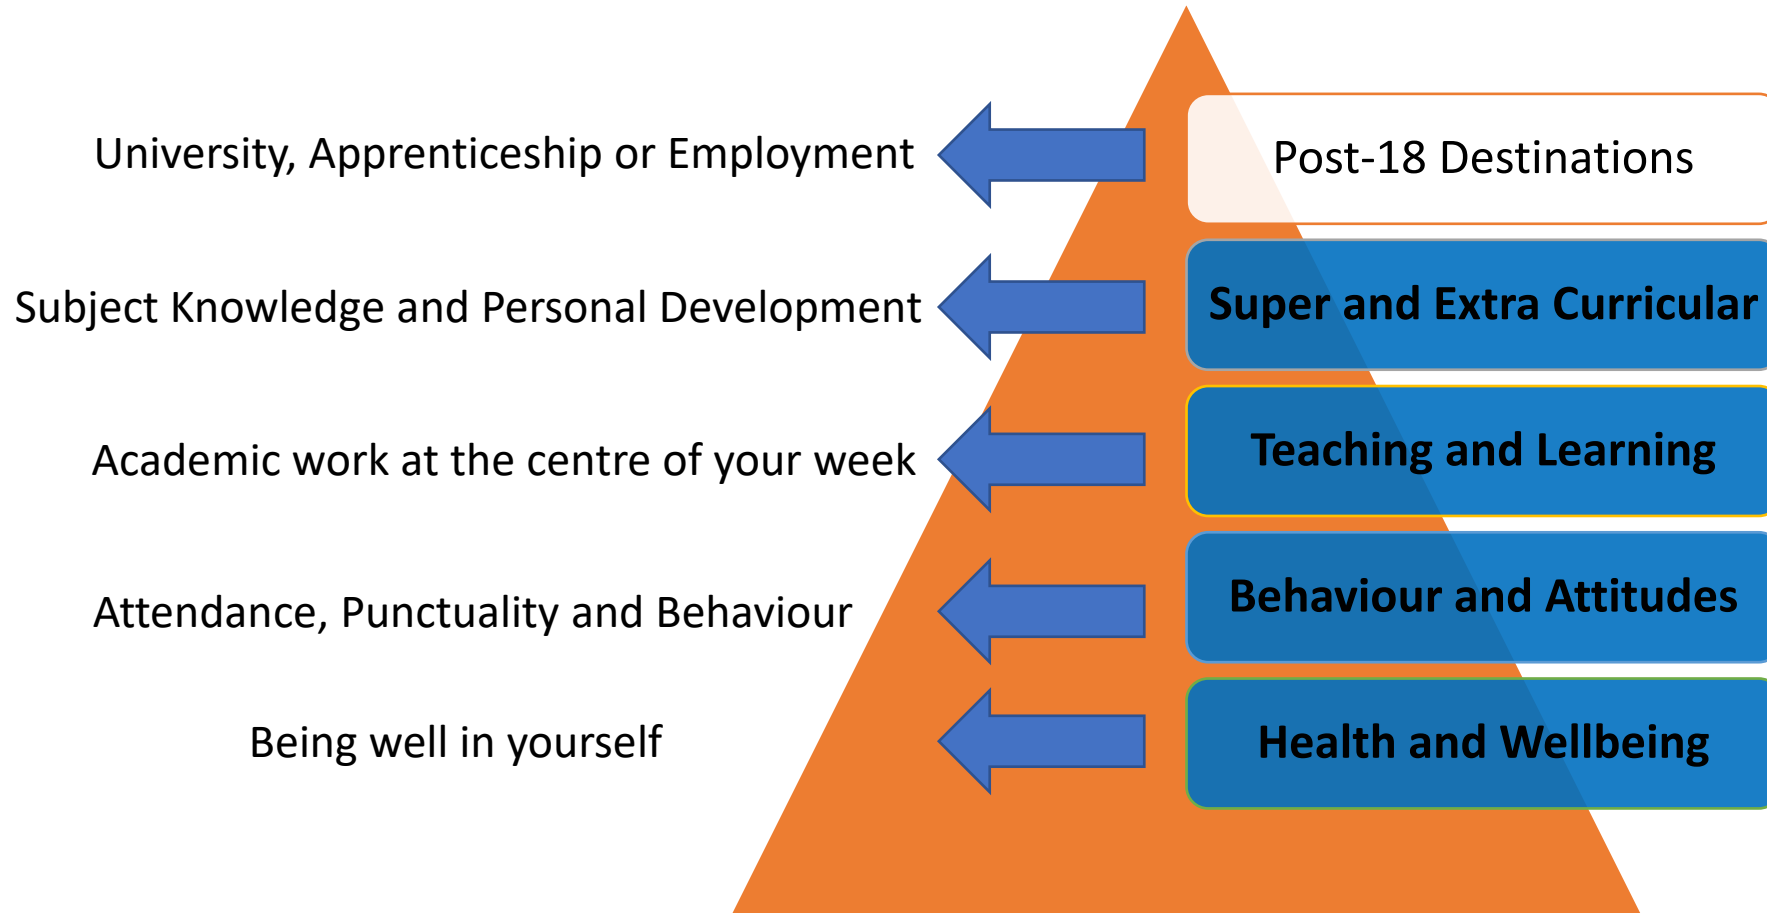 University, Apprenticeship or Employment
Post-18 Destinations
Subject Knowledge and Personal Development
Super and Extra Curricular
Academic work at the centre of your week
Teaching and Learning
Attendance, Punctuality and Behaviour
Behaviour and Attitudes
Being well in yourself
Health and Wellbeing